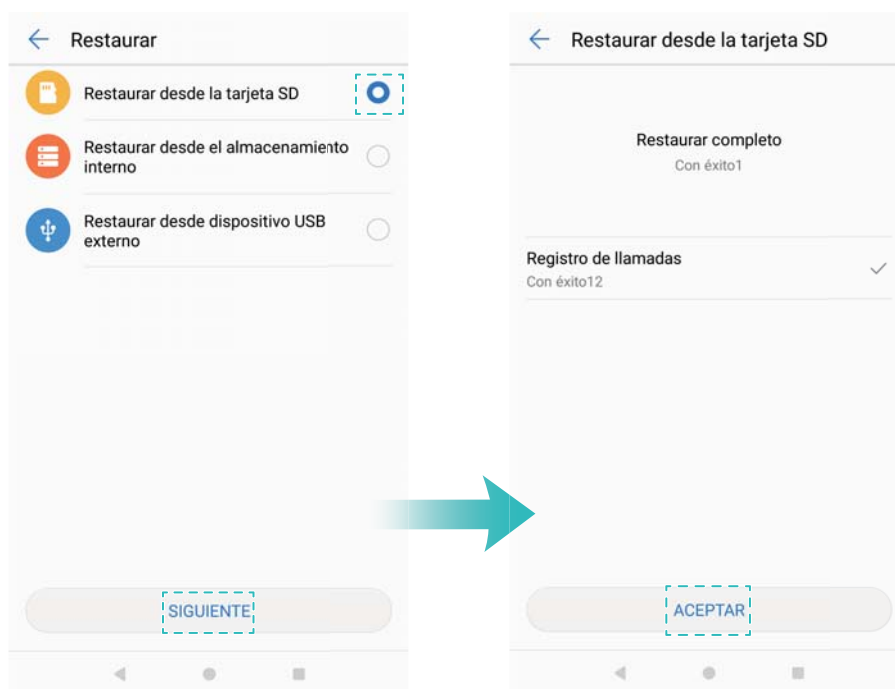 Restaurar
Restaurar desde la tarjeta SD
Restaurar desde el almacenamiento
interno
Restaurar desde dispositivo USB
externo
SIGUIENTE
Restaurar desde la tarjeta SD
Restaurar completo
Con éxito1
Registro de llamadas
Con éxito12
ACEPTAR